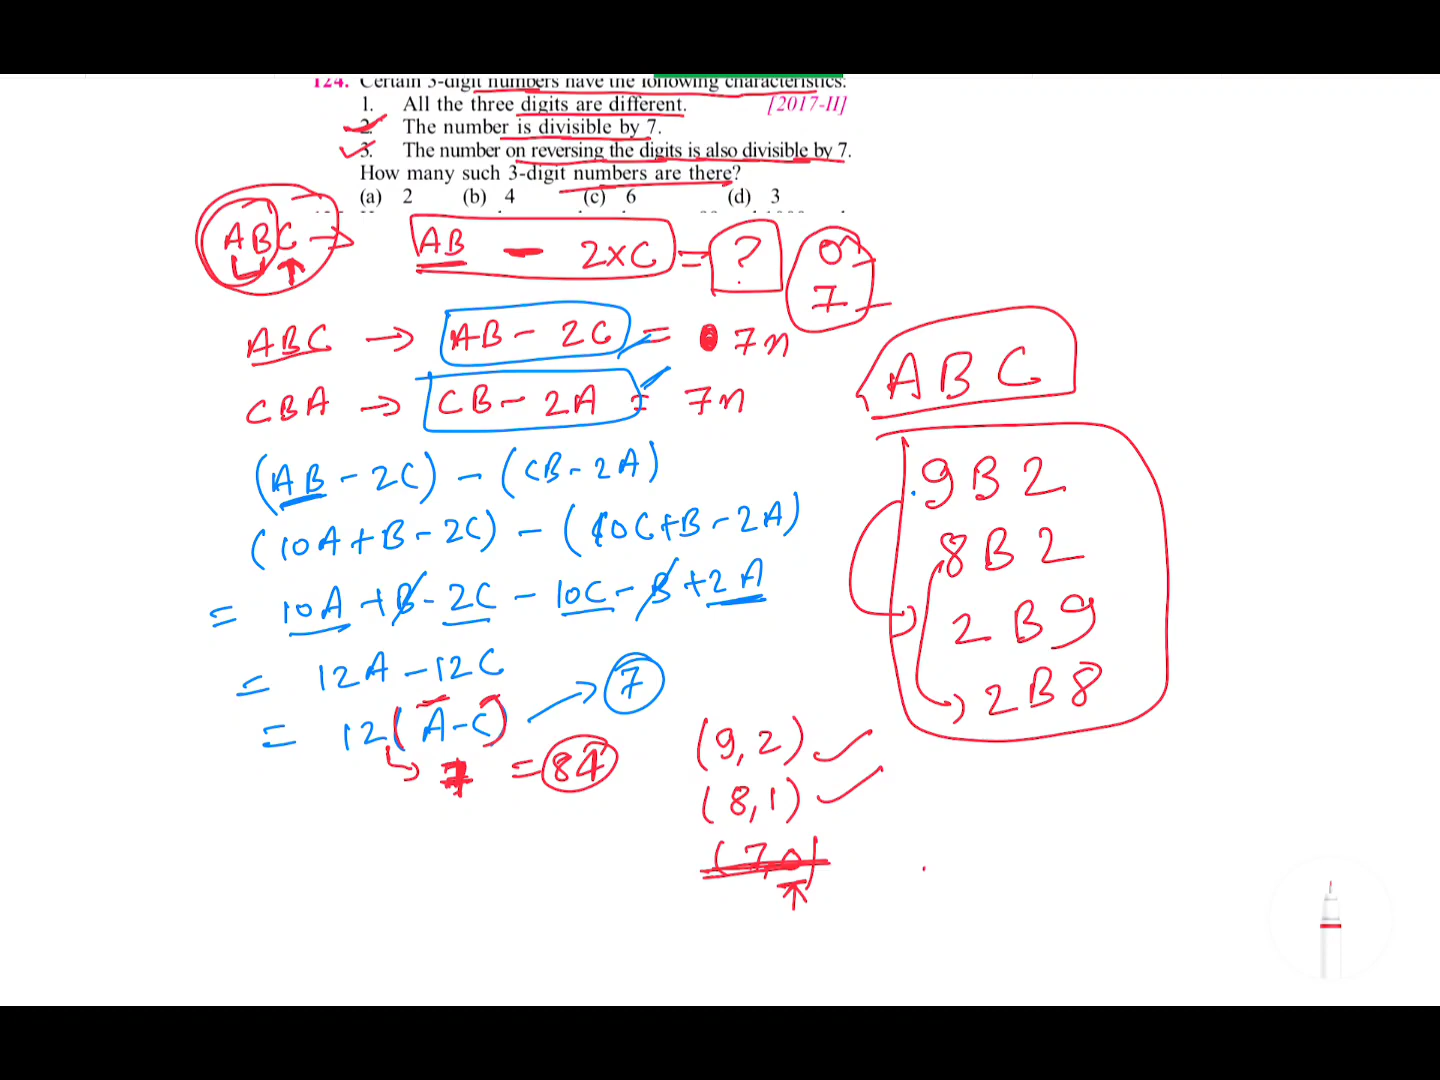 124. Certain 3-digit numbers have the following characteristics:
1. All the three digits are different. [2017-II]
2. The number is divisible by 7.
3. The number on reversing the digits is also divisible by 7.
How many such 3-digit numbers are there?
(a) 2 (b) 4 (c) 6 (d) 3
ABC → AB - 2×C = ? 0,
7
ABC → AB - 2C = 7n
CBA → CB - 2A = 7n
ABC
(AB - 2C) - (CB - 2A)
(10A + B - 2C) - (10C + B - 2A)
= 10A + B - 2C - 10C - B + 2A
= 12A - 12C
= 12(A - C) → 7
→ 7 = 84
9B2
8B2
2B9
2B8
(9,2)
(8,1)
(7,0)